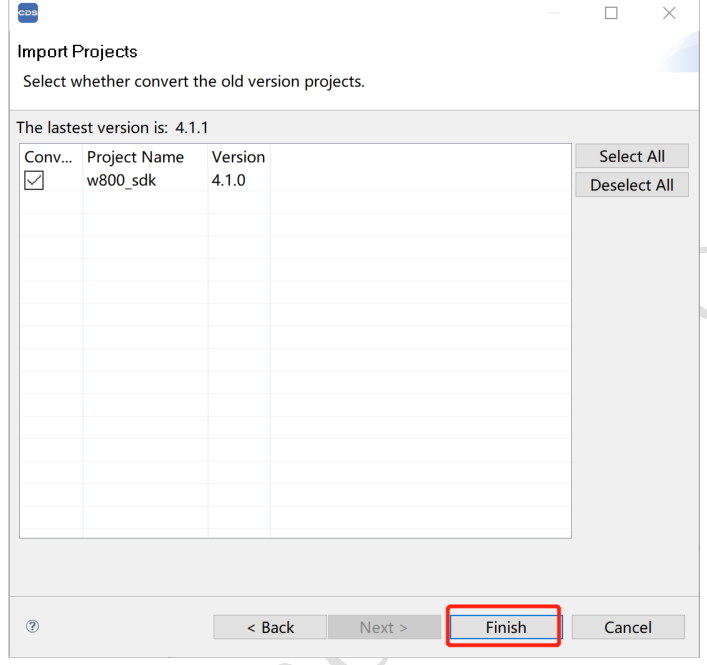 CDS
Import Projects
Select whether convert the old version projects.
The lastest version is: 4.1.1
Conv... Project Name Version
w800_sdk 4.1.0
Select All
Deselect All
? < Back Next > Finish Cancel